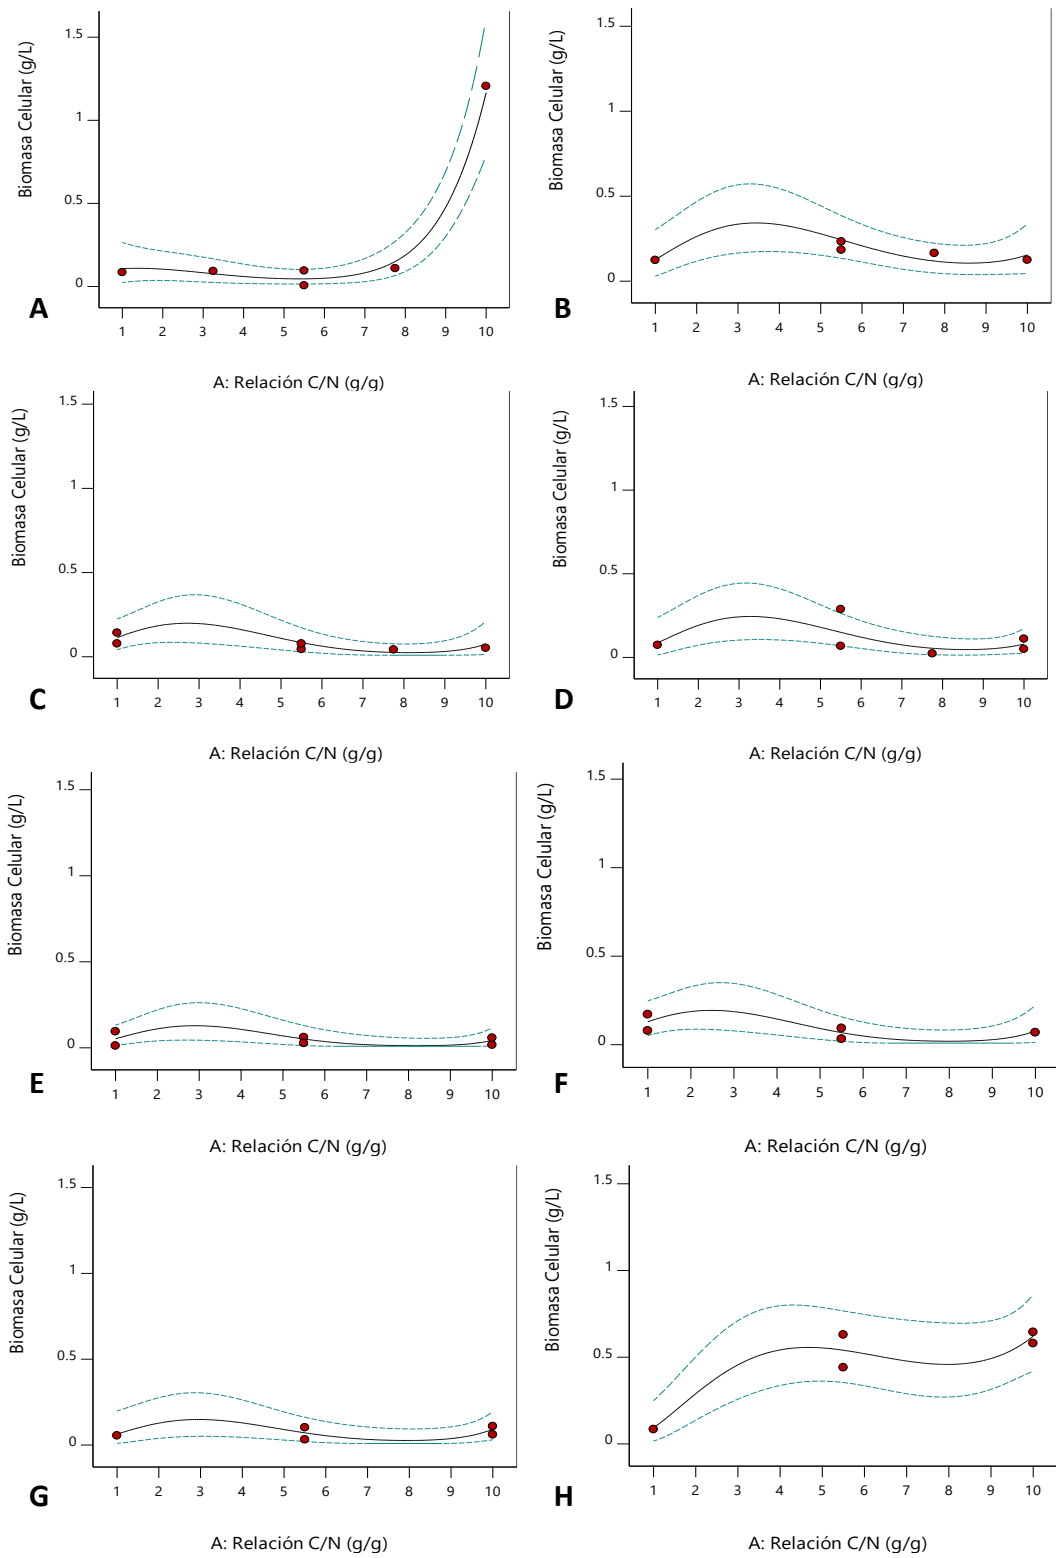 Biomasa Celular (g/L)
1.5
1
0.5
0
1 2 3 4 5 6 7 8 9 10
A
A: Relación C/N (g/g)
Biomasa Celular (g/L)
1.5
1
0.5
0
1 2 3 4 5 6 7 8 9 10
B
A: Relación C/N (g/g)
Biomasa Celular (g/L)
1.5
1
0.5
0
1 2 3 4 5 6 7 8 9 10
C
A: Relación C/N (g/g)
Biomasa Celular (g/L)
1.5
1
0.5
0
1 2 3 4 5 6 7 8 9 10
D
A: Relación C/N (g/g)
Biomasa Celular (g/L)
1.5
1
0.5
0
1 2 3 4 5 6 7 8 9 10
E
A: Relación C/N (g/g)
Biomasa Celular (g/L)
1.5
1
0.5
0
1 2 3 4 5 6 7 8 9 10
F
A: Relación C/N (g/g)
Biomasa Celular (g/L)
1.5
1
0.5
0
1 2 3 4 5 6 7 8 9 10
G
A: Relación C/N (g/g)
Biomasa Celular (g/L)
1.5
1
0.5
0
1 2 3 4 5 6 7 8 9 10
H
A: Relación C/N (g/g)